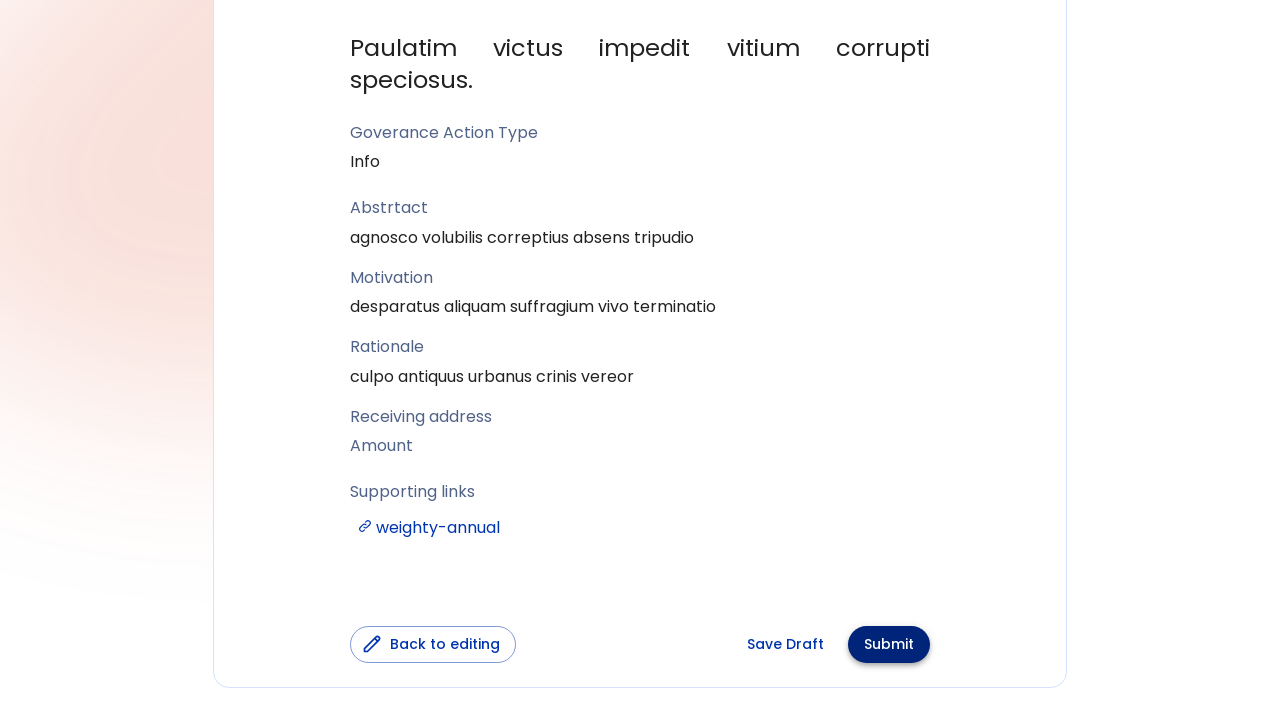 Paulatim victus impedit vitium corrupti
speciosus.
Goverance Action Type
Info
Abstrtact
agnosco volubilis correptius absens tripudio
Motivation
desparatus aliquam suffragium vivo terminatio
Rationale
culpo antiquus urbanus crinis vereor
Receiving address
Amount
Supporting links
weighty-annual
Back to editing
Save Draft
Submit